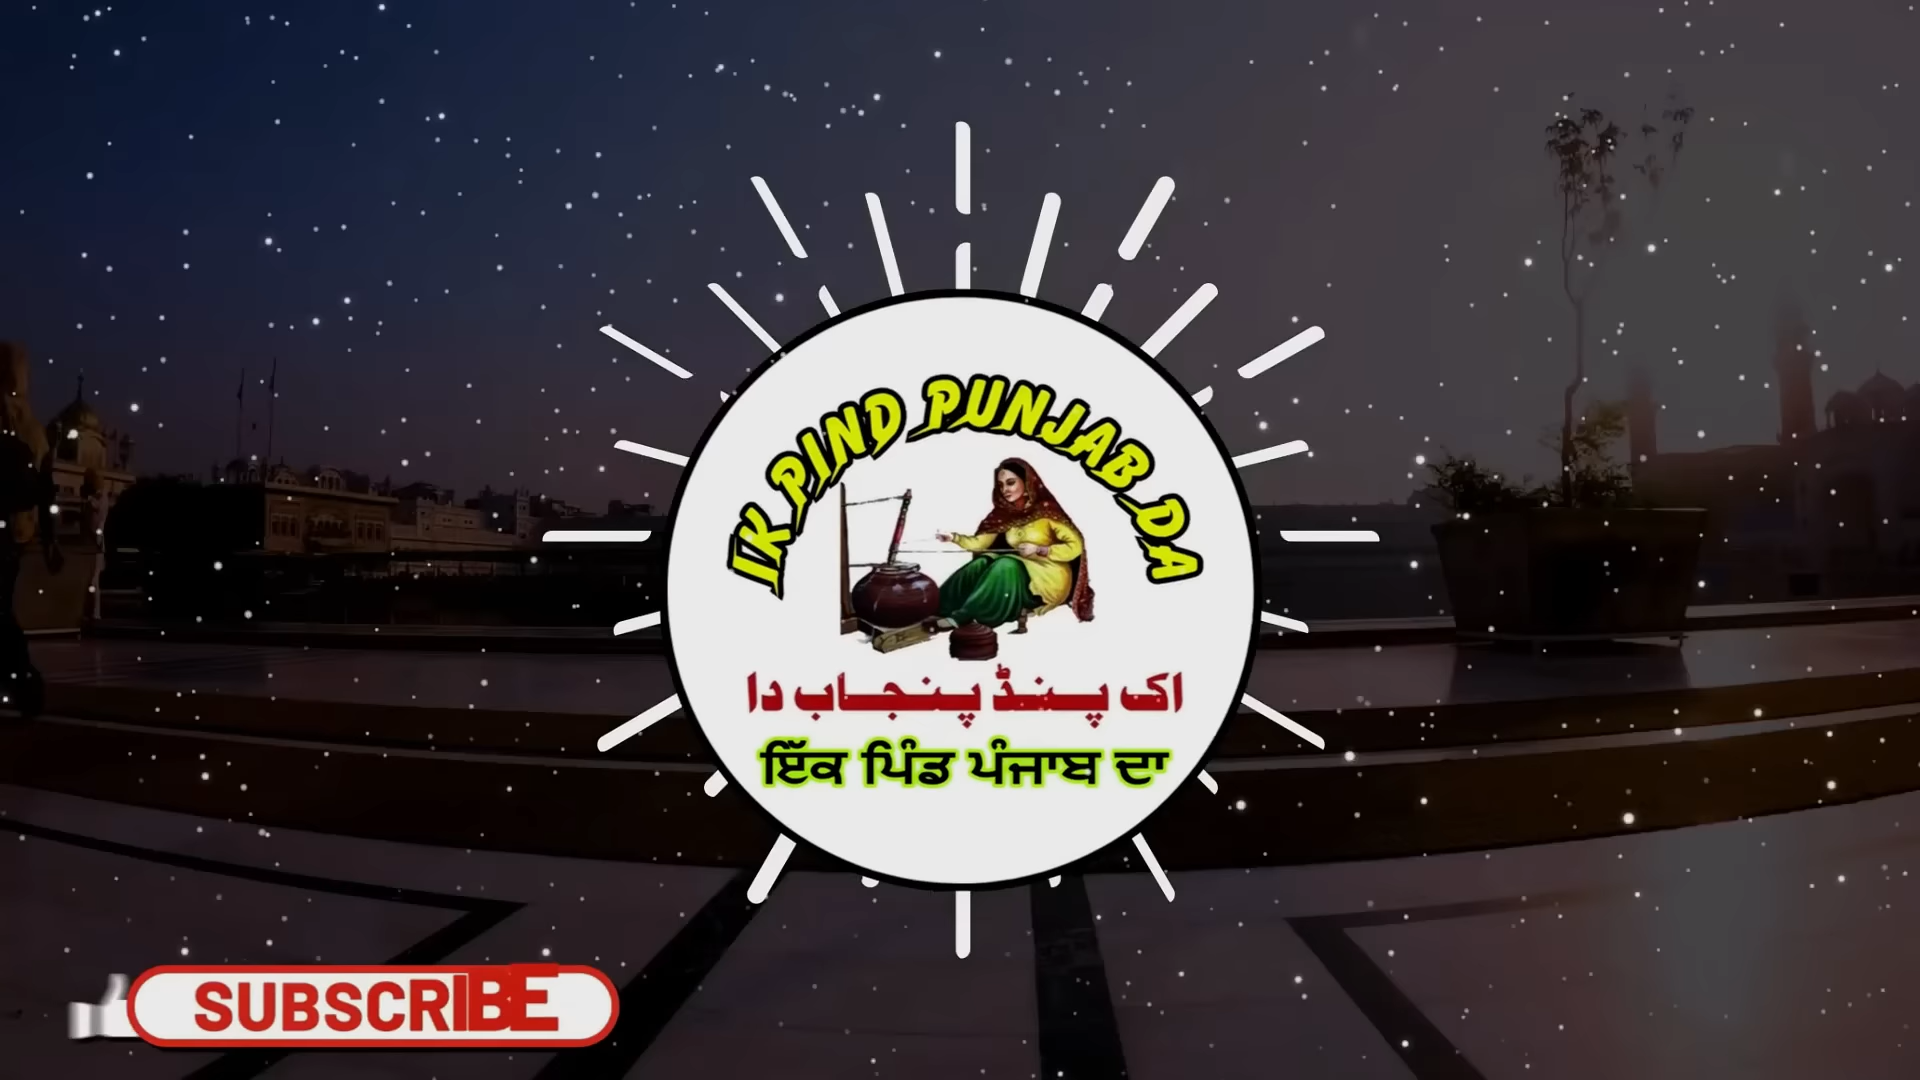 IK PIND PUNJAB DA
اک پنڈ پنجاب دا
ਇੱਕ ਪਿੰਡ ਪੰਜਾਬ ਦਾ
SUBSCRIBE